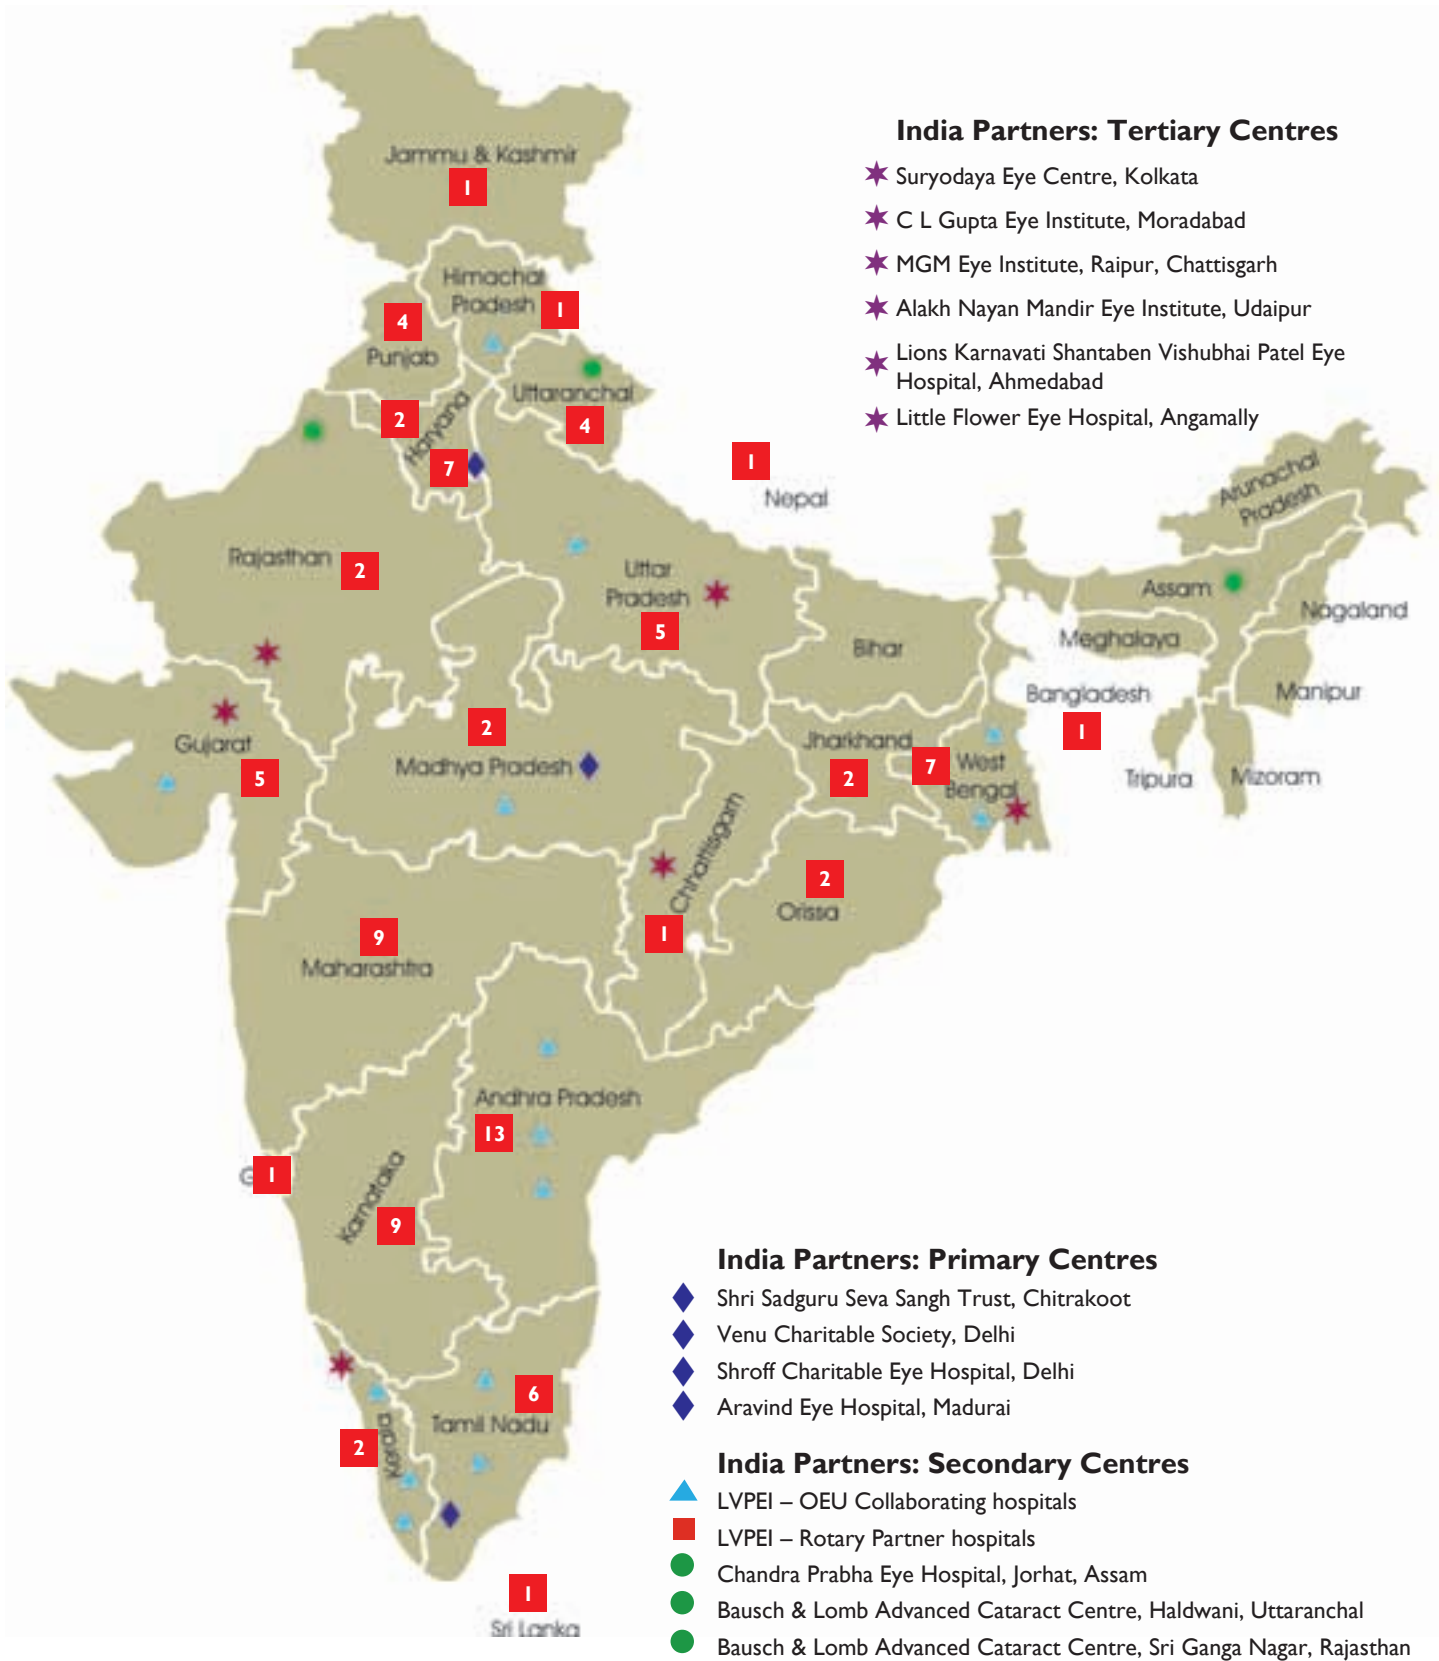 India Partners: Tertiary Centres
Suryodaya Eye Centre, Kolkata
C L Gupta Eye Institute, Moradabad
MGM Eye Institute, Raipur, Chattisgarh
Alakh Nayan Mandir Eye Institute, Udaipur
Lions Karnavati Shantaben Vishubhai Patel Eye
Hospital, Ahmedabad
Little Flower Eye Hospital, Angamally
Jammu & Kashmir
1
Himachal
Pradesh
1
4
Punjab
Uttaranchal
4
2
Haryana
7
1
Nepal
Arunachal
Pradesh
Rajasthan
2
Uttar
Pradesh
5
Bihar
Assam
Nagaland
Meghalaya
Manipur
Bangladesh
1
Tripura
Mizoram
Gujarat
5
2
Madhya Pradesh
Jharkhand
2
7
West
Bengal
Chhattisgarh
1
2
Orissa
9
Maharashtra
Andhra Pradesh
13
G
1
Karnataka
9
6
Tamil Nadu
2
Kerala
1
Sri Lanka
India Partners: Primary Centres
Shri Sadguru Seva Sangh Trust, Chitrakoot
Venu Charitable Society, Delhi
Shroff Charitable Eye Hospital, Delhi
Aravind Eye Hospital, Madurai
India Partners: Secondary Centres
LVPEI – OEU Collaborating hospitals
LVPEI – Rotary Partner hospitals
Chandra Prabha Eye Hospital, Jorhat, Assam
Bausch & Lomb Advanced Cataract Centre, Haldwani, Uttaranchal
Bausch & Lomb Advanced Cataract Centre, Sri Ganga Nagar, Rajasthan